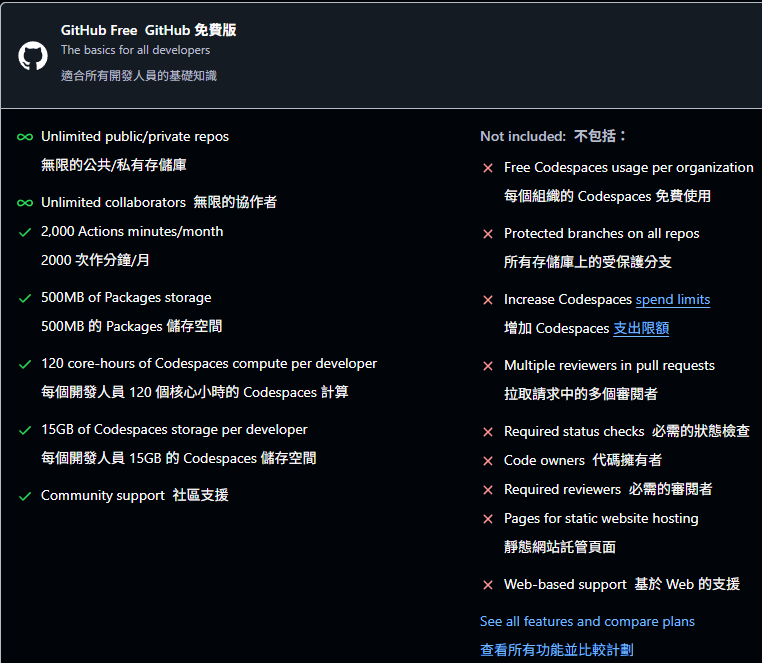 GitHub Free GitHub 免費版
The basics for all developers
適合所有開發人員的基礎知識
Unlimited public/private repos
無限的公共/私有存儲庫
Unlimited collaborators 無限的協作者
2,000 Actions minutes/month
2000 次作分鐘/月
500MB of Packages storage
500MB 的 Packages 儲存空間
120 core-hours of Codespaces compute per developer
每個開發人員 120 個核心小時的 Codespaces 計算
15GB of Codespaces storage per developer
每個開發人員 15GB 的 Codespaces 儲存空間
Community support 社區支援
Not included: 不包括：
Free Codespaces usage per organization
每個組織的 Codespaces 免費使用
Protected branches on all repos
所有存儲庫上的受保護分支
Increase Codespaces spend limits
增加 Codespaces 支出限額
Multiple reviewers in pull requests
拉取請求中的多個審閱者
Required status checks 必需的狀態檢查
Code owners 代碼擁有者
Required reviewers 必需的審閱者
Pages for static website hosting
靜態網站託管頁面
Web-based support 基於 Web 的支援
See all features and compare plans
查看所有功能並比較計劃